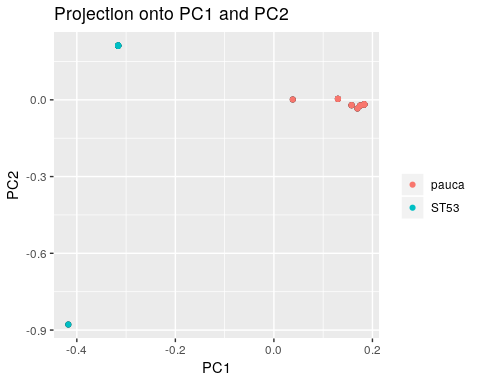 Projection onto PC1 and PC2
PC2
0.0
-0.3
-0.6
-0.9
-0.4
-0.2
0.0
0.2
PC1
pauca
ST53